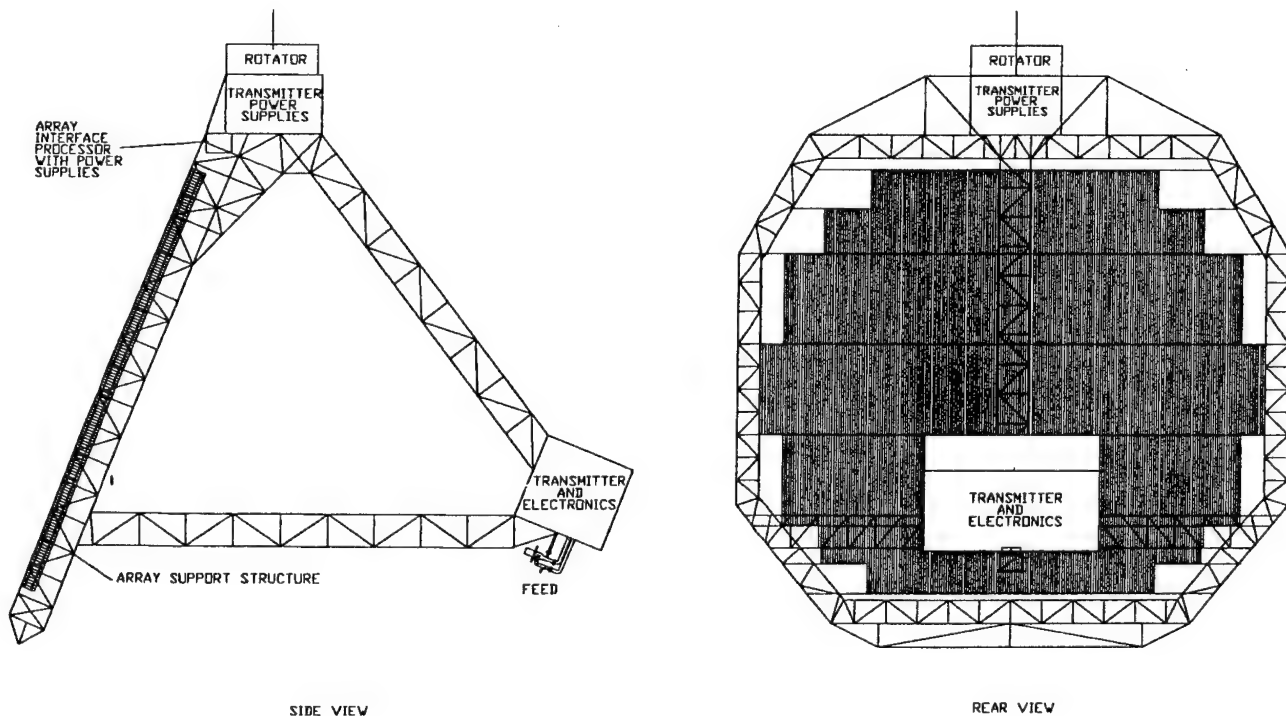 ROTATOR
TRANSMITTER
POWER
SUPPLIES
ARRAY
INTERFACE
PROCESSOR
WITH POWER
SUPPLIES
TRANSMITTER
AND
ELECTRONICS
ARRAY SUPPORT STRUCTURE
FEED
SIDE VIEW
ROTATOR
TRANSMITTER
POWER
SUPPLIES
TRANSMITTER
AND
ELECTRONICS
REAR VIEW